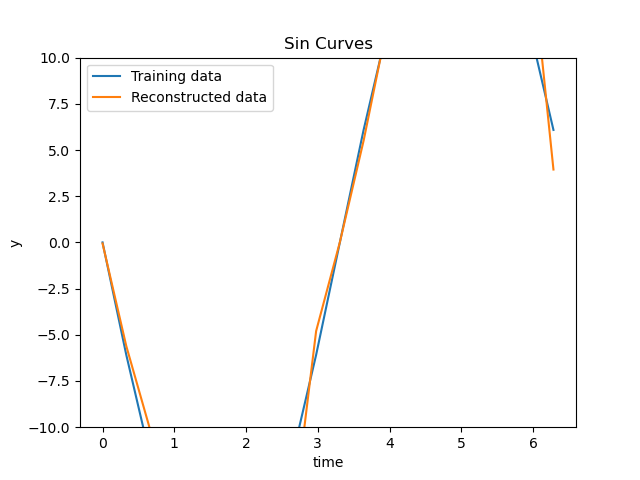 Sin Curves
Training data
Reconstructed data
10.0
7.5
5.0
2.5
0.0
−2.5
−5.0
−7.5
−10.0
y
0 1 2 3 4 5 6
time